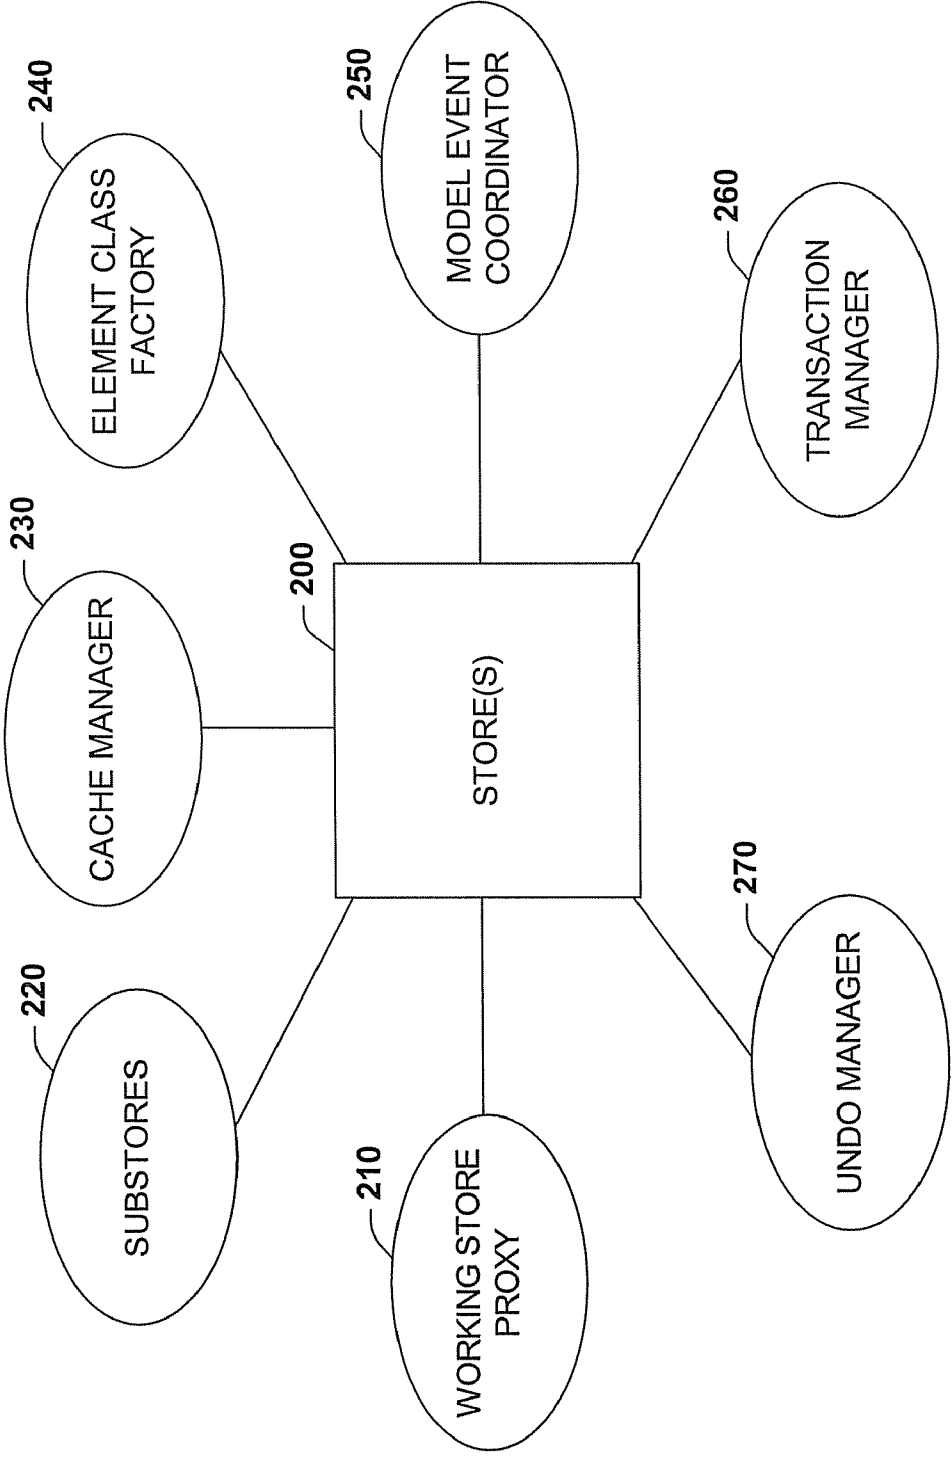 220
SUBSTORES
230
CACHE MANAGER
240
ELEMENT CLASS
FACTORY
210
WORKING STORE
PROXY
200
STORE(S)
250
MODEL EVENT
COORDINATOR
270
UNDO MANAGER
260
TRANSACTION
MANAGER